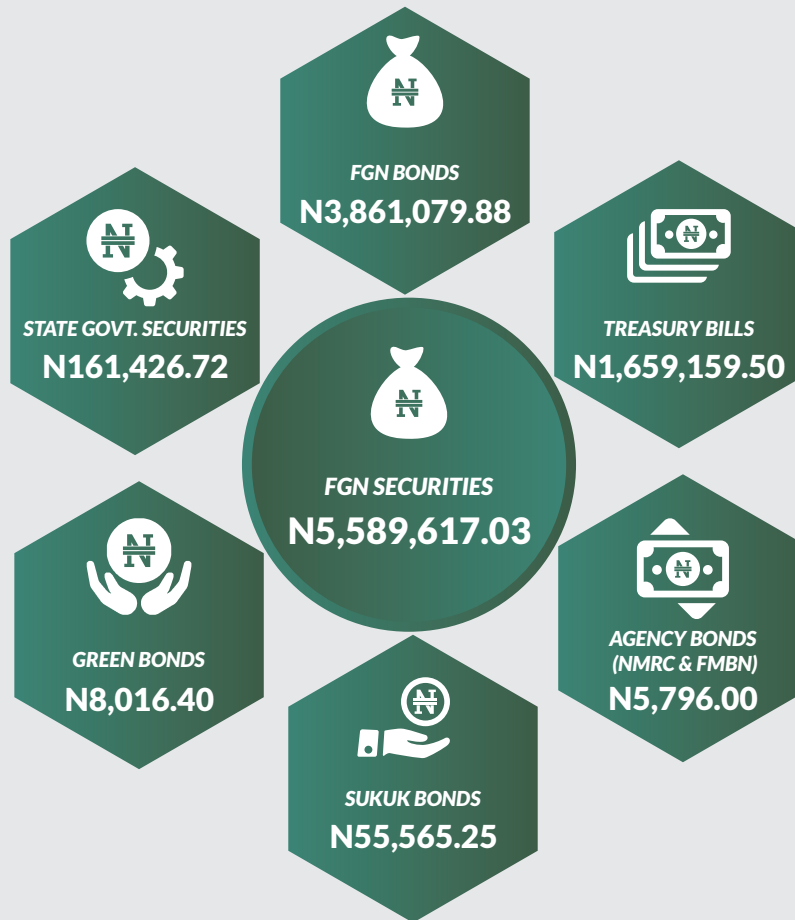 FGN BONDS
N3,861,079.88
STATE GOVT. SECURITIES
N161,426.72
TREASURY BILLS
N1,659,159.50
FGN SECURITIES
N5,589,617.03
GREEN BONDS
N8,016.40
AGENCY BONDS
(NMRC & FMBN)
N5,796.00
SUKUK BONDS
N55,565.25